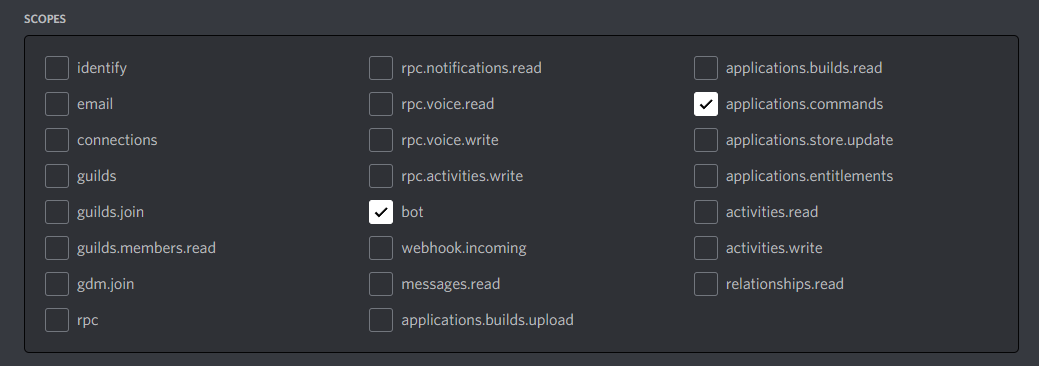 SCOPES
identify
email
connections
guilds
guilds.join
guilds.members.read
gdm.join
rpc
rpc.notifications.read
rpc.voice.read
rpc.voice.write
rpc.activities.write
bot
webhook.incoming
messages.read
applications.builds.upload
applications.builds.read
applications.commands
applications.store.update
applications.entitlements
activities.read
activities.write
relationships.read